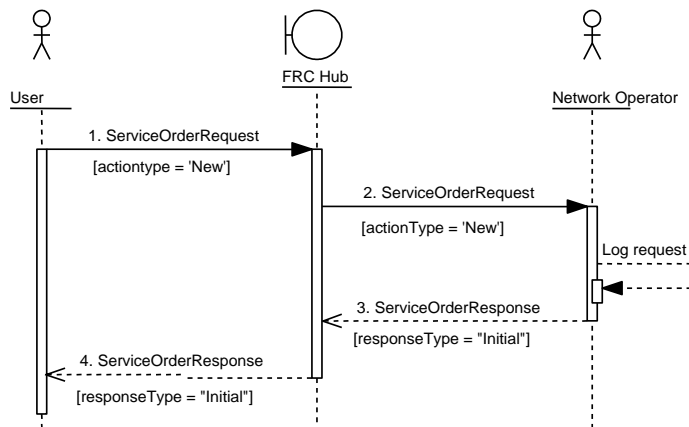 FRC Hub
User
Network Operator
1. ServiceOrderRequest
[actiontype = 'New']
2. ServiceOrderRequest
[actionType = 'New']
Log request
3. ServiceOrderResponse
[responseType = "Initial"]
4. ServiceOrderResponse
[responseType = "Initial"]